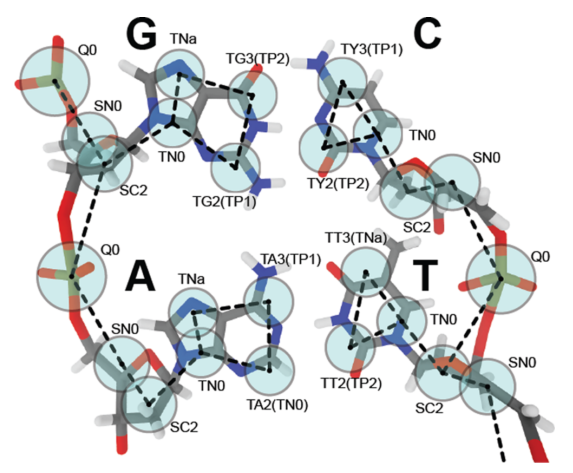 G
Q0
TNa
TG3(TP2)
SN0
TN0
SC2
TG2(TP1)
C
TY3(TP1)
TN0
SN0
TY2(TP2)
SC2
Q0
A
Q0
TNa
TA3(TP1)
SN0
TN0
TA2(TN0)
SC2
T
TT3(TNa)
TN0
TT2(TP2)
SN0
SC2